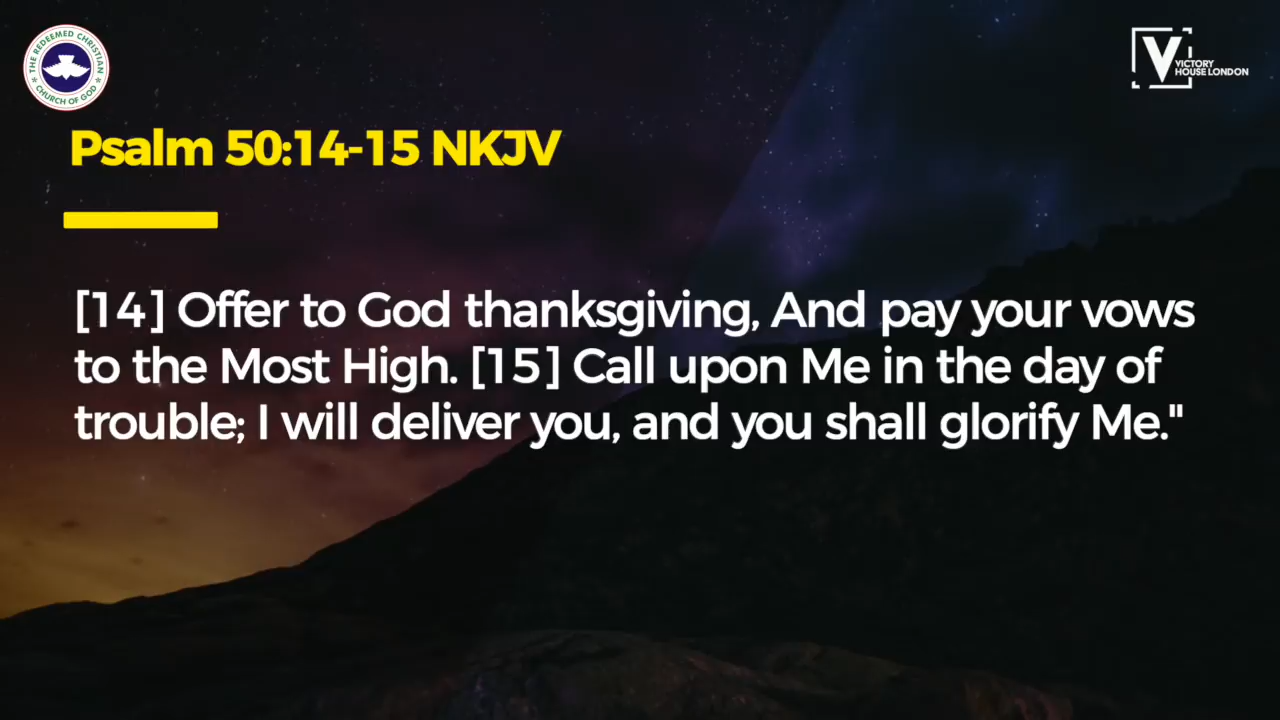 THE REDEEMED CHRISTIAN
CHURCH OF GOD
V VICTORY
HOUSE LONDON
Psalm 50:14-15 NKJV
[14] Offer to God thanksgiving, And pay your vows
to the Most High. [15] Call upon Me in the day of
trouble; I will deliver you, and you shall glorify Me."